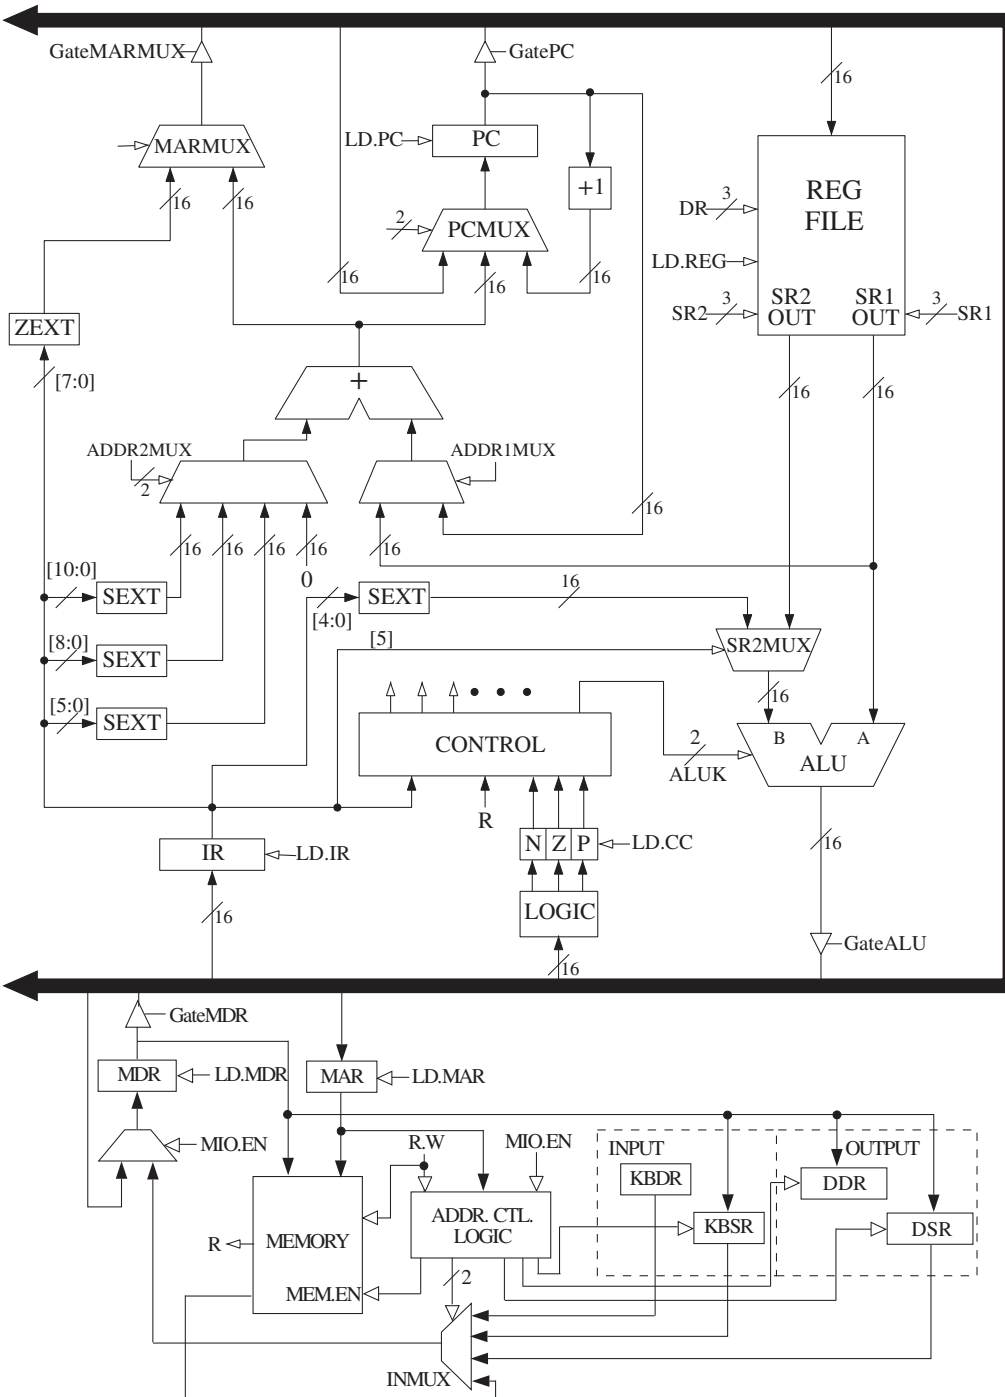 GateMARMUX
GatePC
16
MARMUX
LD.PC
PC
+1
REG
FILE
16
16
2
PCMUX
DR
3
LD.REG
16
16
16
ZEXT
SR2
3
SR2
OUT
SR1
OUT
3
SR1
[7:0]
+
16
16
ADDR2MUX
2
ADDR1MUX
16
16
16
16
16
16
[10:0]
SEXT
0
[4:0]
SEXT
16
[8:0]
SEXT
[5]
SR2MUX
[5:0]
SEXT
16
CONTROL
2
ALUK
B
A
ALU
R
IR
LD.IR
N
Z
P
LD.CC
16
LOGIC
16
16
GateALU
GateMDR
MDR
LD.MDR
MAR
LD.MAR
MIO.EN
R.W
MIO.EN
INPUT
OUTPUT
KBDR
DDR
R
MEMORY
ADDR. CTL.
LOGIC
KBSR
DSR
MEM.EN
2
INMUX